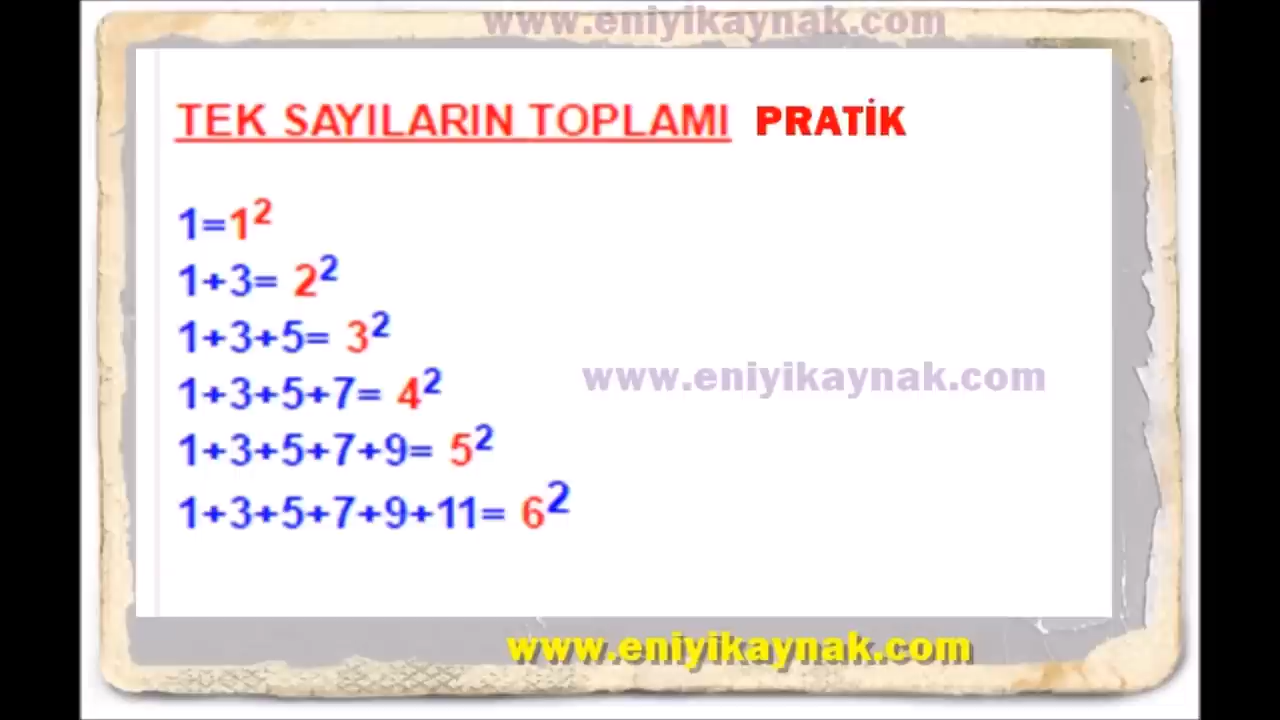 www.eniyikaynak.com
TEK SAYILARIN TOPLAMI PRATİK
1=1²
1+3= 2²
1+3+5= 3²
1+3+5+7= 4²
www.eniyikaynak.com
1+3+5+7+9= 5²
1+3+5+7+9+11= 6²
www.eniyikaynak.com